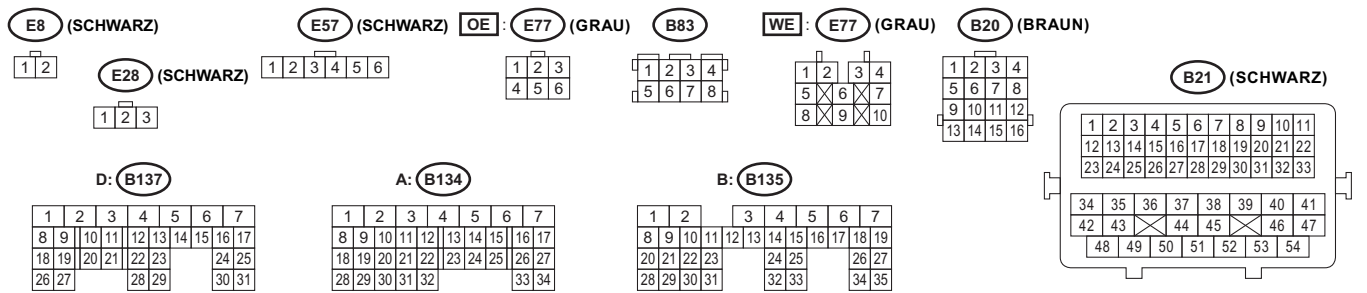 E8 (SCHWARZ)
1 2
E28 (SCHWARZ)
1 2 3
E57 (SCHWARZ)
1 2 3 4 5 6
OE : E77 (GRAU)
1 2 3
4 5 6
B83
1 2 3 4
5 6 7 8
WE : E77 (GRAU)
1 2 3 4
5 6 7
8 9 10
B20 (BRAUN)
1 2 3 4
5 6 7 8
9 10 11 12
13 14 15 16
B21 (SCHWARZ)
1 2 3 4 5 6 7 8 9 10 11
12 13 14 15 16 17 18 19 20 21 22
23 24 25 26 27 28 29 30 31 32 33
34 35 36 37 38 39 40 41
42 43 44 45 46 47
48 49 50 51 52 53 54
D: B137
1 2 3 4 5 6 7
8 9 10 11 12 13 14 15 16 17
18 19 20 21 22 23 24 25
26 27 28 29 30 31
A: B134
1 2 3 4 5 6 7
8 9 10 11 12 13 14 15 16 17
18 19 20 21 22 23 24 25 26 27
28 29 30 31 32 33 34
B: B135
1 2 3 4 5 6 7
8 9 10 11 12 13 14 15 16 17 18 19
20 21 22 23 24 25 26 27
28 29 30 31 32 33 34 35